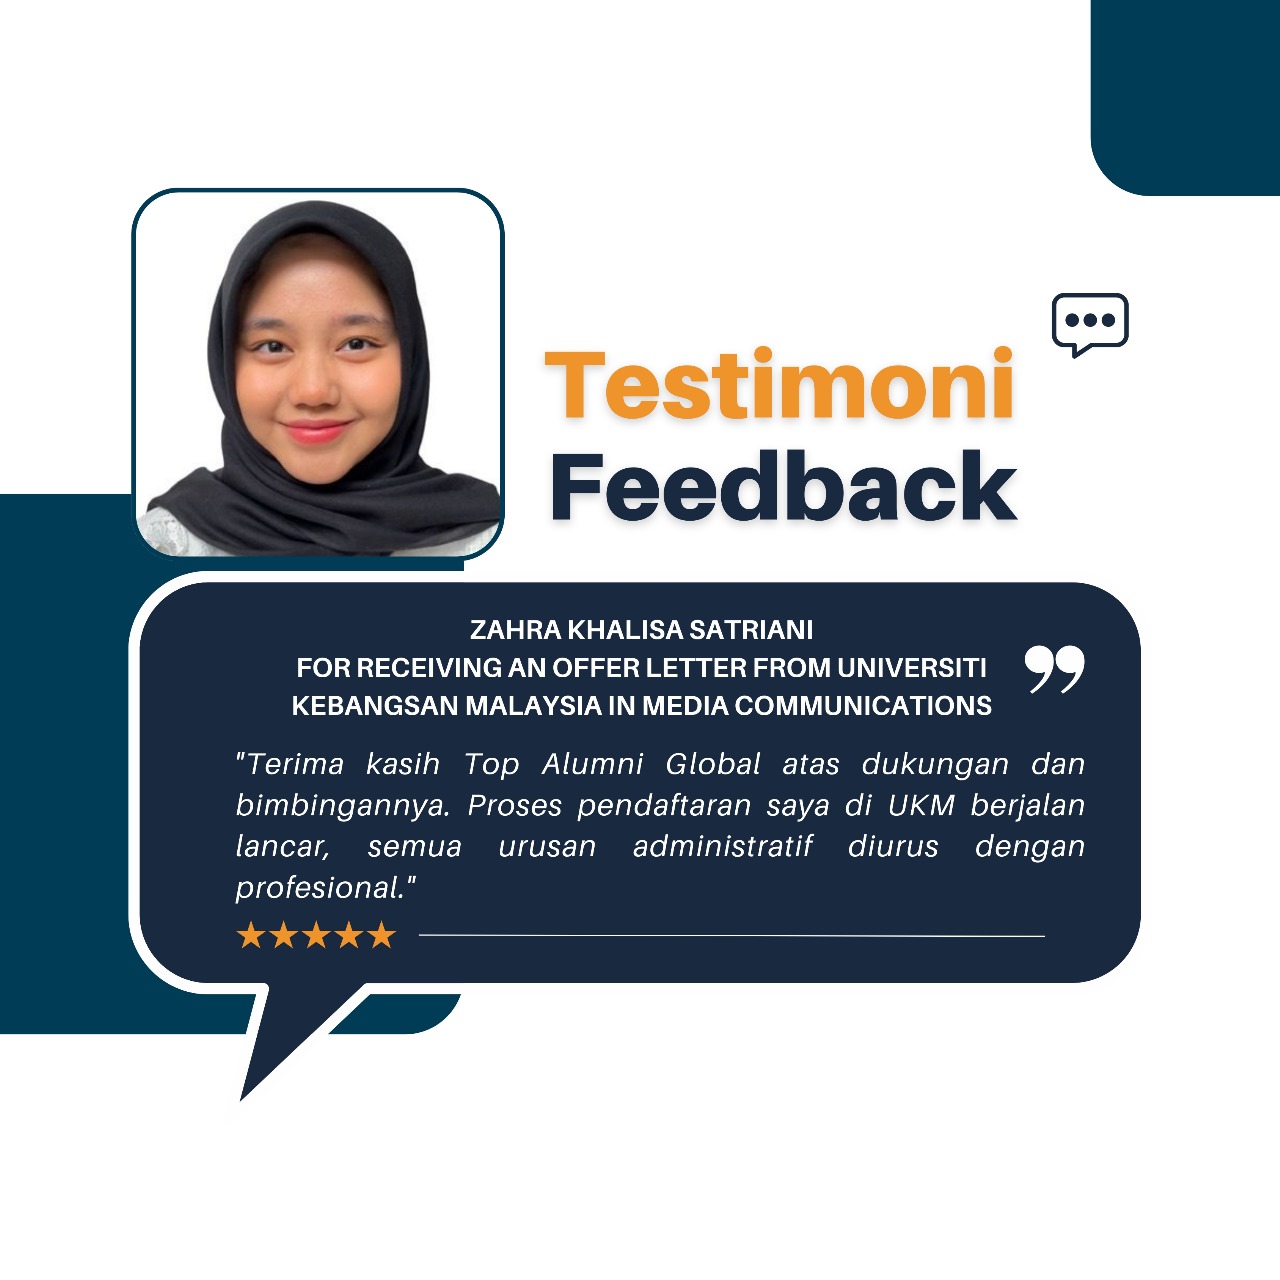 Testimoni
Feedback
ZAHRA KHALISA SATRIANI
FOR RECEIVING AN OFFER LETTER FROM UNIVERSITI
KEBANGSAN MALAYSIA IN MEDIA COMMUNICATIONS
"Terima kasih Top Alumni Global atas dukungan dan
bimbingannya. Proses pendaftaran saya di UKM berjalan
lancar, semua urusan administratif diurus dengan
profesional."